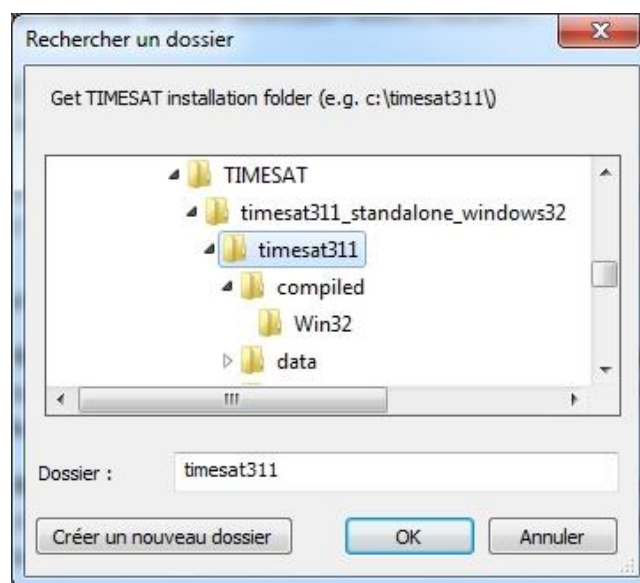 Rechercher un dossier
Get TIMESAT installation folder (e.g. c:\timesat311\)
TIMESAT
timesat311_standalone_windows32
timesat311
compiled
Win32
data
Dossier :
timesat311
Créer un nouveau dossier
OK
Annuler